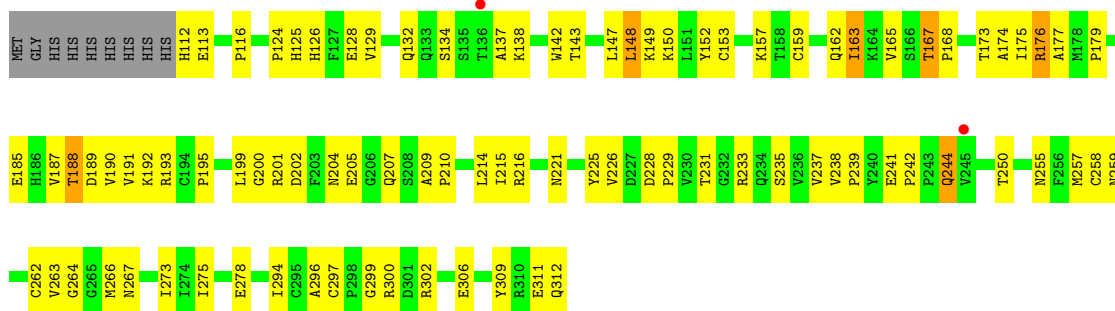 MET GLY HIS HIS HIS HIS HIS HIS HIS H112 E113 P116 P124 H125 H126 F127 E128 V129 Q132 Q133 S134 S135 T136 A137 K138 W142 T143 L147 L148 K149 K150 L151 Y152 C153 K157 T158 C159 Q162 I163 K164 V165 S166 T167 P168 T173 A174 I175 R176 A177 M178 P179
E185 H186 V187 T188 D189 V190 V191 K192 R193 C194 P195 L199 G200 R201 D202 F203 N204 E205 G206 Q207 S208 A209 P210 L214 I215 R216 N221 Y225 V226 D227 D228 P229 V230 T231 G232 R233 Q234 S235 V236 V237 V238 P239 Y240 E241 P242 P243 Q244 V245 T250 N255 F256 M257 C258 N259
C262 V263 G264 G265 M266 N267 I273 I274 I275 E278 I294 C295 A296 C297 P298 G299 R300 D301 R302 E306 Y309 R310 E311 Q312